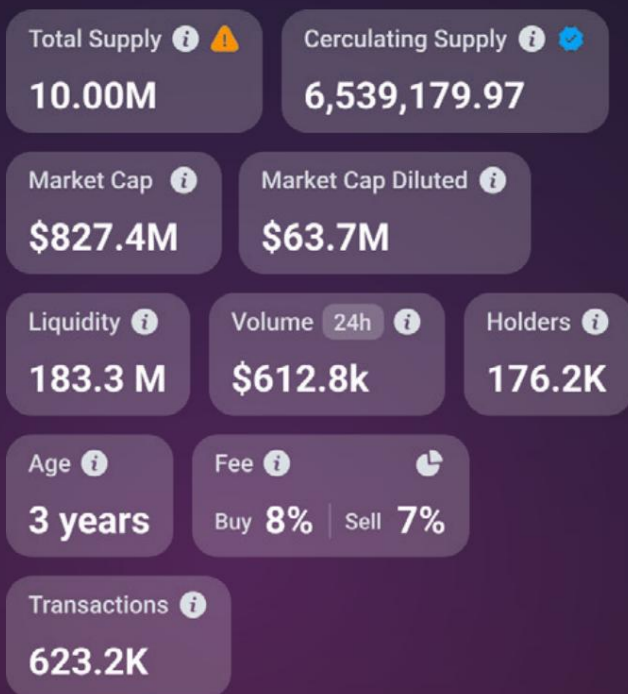 Total Supply
10.00M
Cerculating Supply
6,539,179.97
Market Cap
$827.4M
Market Cap Diluted
$63.7M
Liquidity
183.3 M
Volume 24h
$612.8k
Holders
176.2K
Age
3 years
Fee
Buy 8% Sell 7%
Transactions
623.2K